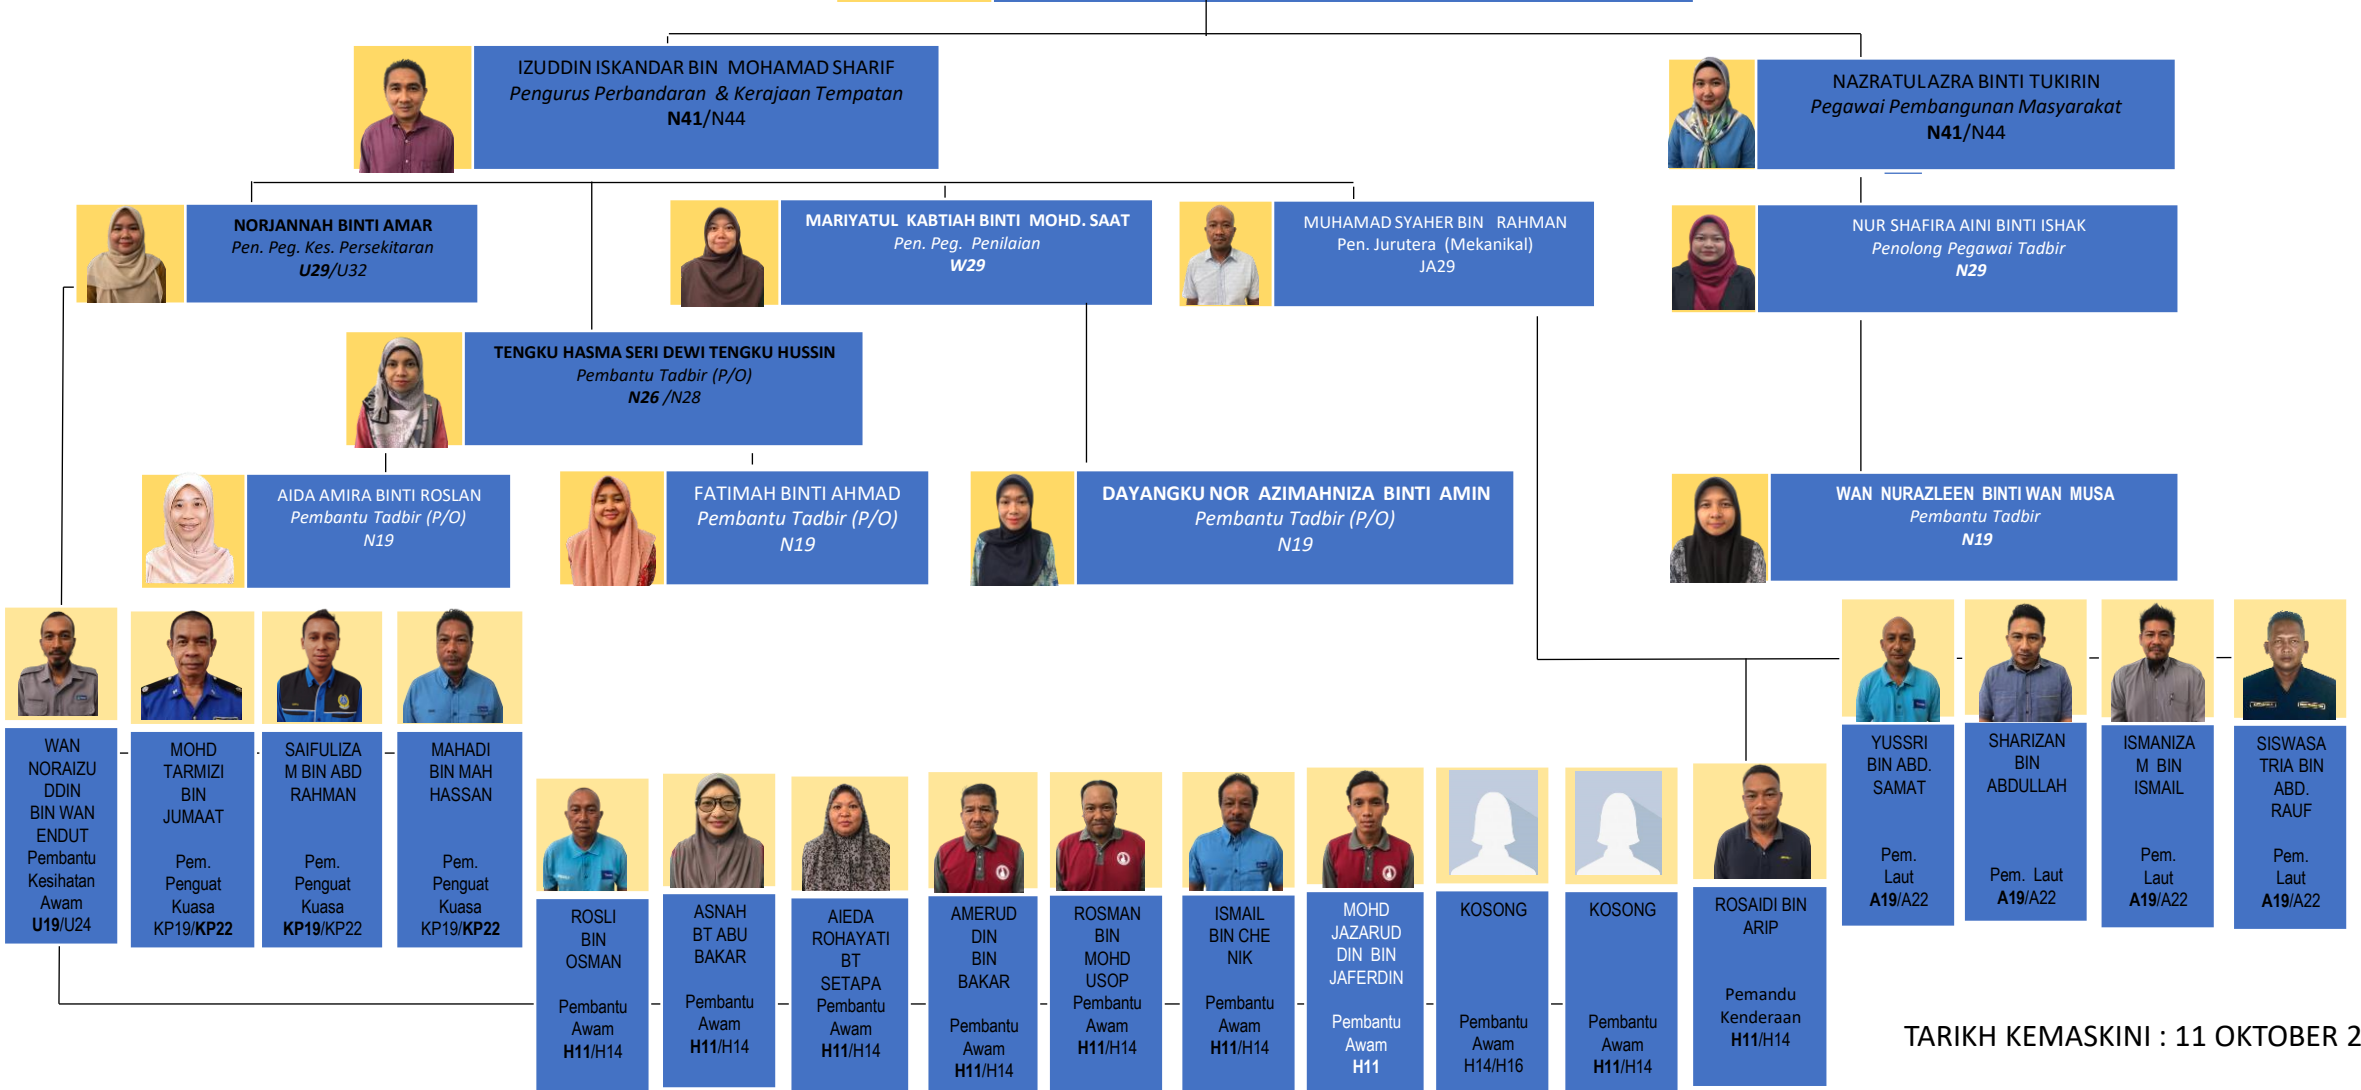 IZUDDIN ISKANDAR BIN MOHAMAD SHARIF
Pengurus Perbandaran & Kerajaan Tempatan
N41/N44
NAZRATULAZRA BINTI TUKIRIN
Pegawai Pembangunan Masyarakat
N41/N44
NORJANNAH BINTI AMAR
Pen. Peg. Kes. Persekitaran
U29/U32
MARIYATUL KABTIAH BINTI MOHD. SAAT
Pen. Peg. Penilaian
W29
MUHAMAD SYAHER BIN RAHMAN
Pen. Jurutera (Mekanikal)
JA29
NUR SHAFIRA AINI BINTI ISHAK
Penolong Pegawai Tadbir
N29
TENGKU HASMA SERI DEWI TENGKU HUSSIN
Pembantu Tadbir (P/O)
N26 /N28
AIDA AMIRA BINTI ROSLAN
Pembantu Tadbir (P/O)
N19
FATIMAH BINTI AHMAD
Pembantu Tadbir (P/O)
N19
DAYANGKU NOR AZIMAHNIZA BINTI AMIN
Pembantu Tadbir (P/O)
N19
WAN NURAZLEEN BINTI WAN MUSA
Pembantu Tadbir
N19
WAN
NORAIZU
DDIN
BIN WAN
ENDUT
Pembantu
Kesihatan
Awam
U19/U24
MOHD
TARMIZI
BIN
JUMAAT
Pem.
Penguat
Kuasa
KP19/KP22
SAIFULIZA
M BIN ABD
RAHMAN
Pem.
Penguat
Kuasa
KP19/KP22
MAHADI
BIN MAH
HASSAN
Pem.
Penguat
Kuasa
KP19/KP22
YUSSRI
BIN ABD.
SAMAT
Pem.
Laut
A19/A22
SHARIZAN
BIN
ABDULLAH
Pem. Laut
A19/A22
ISMANIZA
M BIN
ISMAIL
Pem.
Laut
A19/A22
SISWASA
TRIA BIN
ABD.
RAUF
Pem.
Laut
A19/A22
ROSLI
BIN
OSMAN
Pembantu
Awam
H11/H14
ASNAH
BT ABU
BAKAR
Pembantu
Awam
H11/H14
AIEDA
ROHAYATI
BT
SETAPA
Pembantu
Awam
H11/H14
AMERUD
DIN
BIN
BAKAR
Pembantu
Awam
H11/H14
ROSMAN
BIN
MOHD
USOP
Pembantu
Awam
H11/H14
ISMAIL
BIN CHE
NIK
Pembantu
Awam
H11/H14
MOHD
JAZARUD
DIN BIN
JAFERDIN
Pembantu
Awam
H11
KOSONG
Pembantu
Awam
H14/H16
KOSONG
Pembantu
Awam
H11/H14
ROSAIDI BIN
ARIP
Pemandu
Kenderaan
H11/H14
TARIKH KEMASKINI : 11 OKTOBER 2